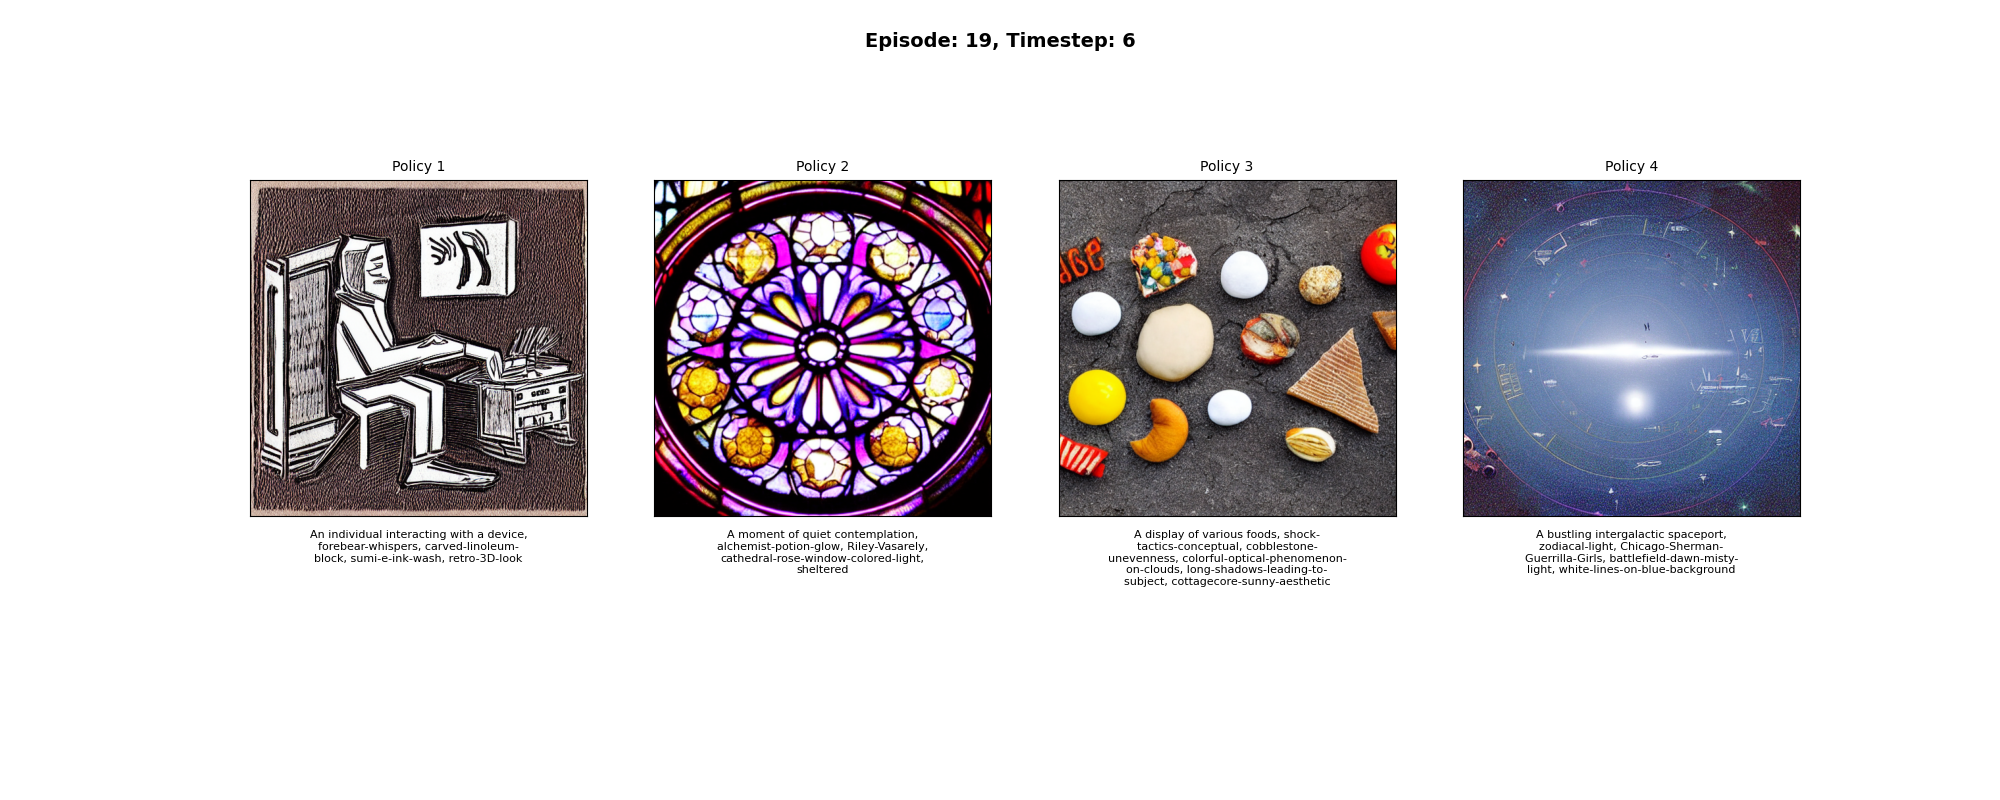 Episode: 19, Timestep: 6
Policy 1
An individual interacting with a device,
forebear-whispers, carved-linoleum-
block, sumi-e-ink-wash, retro-3D-look
Policy 2
A moment of quiet contemplation,
alchemist-potion-glow, Riley-Vasarely,
cathedral-rose-window-colored-light,
sheltered
Policy 3
A display of various foods, shock-
tactics-conceptual, cobblestone-
unevenness, colorful-optical-phenomenon-
on-clouds, long-shadows-leading-to-
subject, cottagecore-sunny-aesthetic
Policy 4
A bustling intergalactic spaceport,
zodiacal-light, Chicago-Sherman-
Guerrilla-Girls, battlefield-dawn-misty-
light, white-lines-on-blue-background